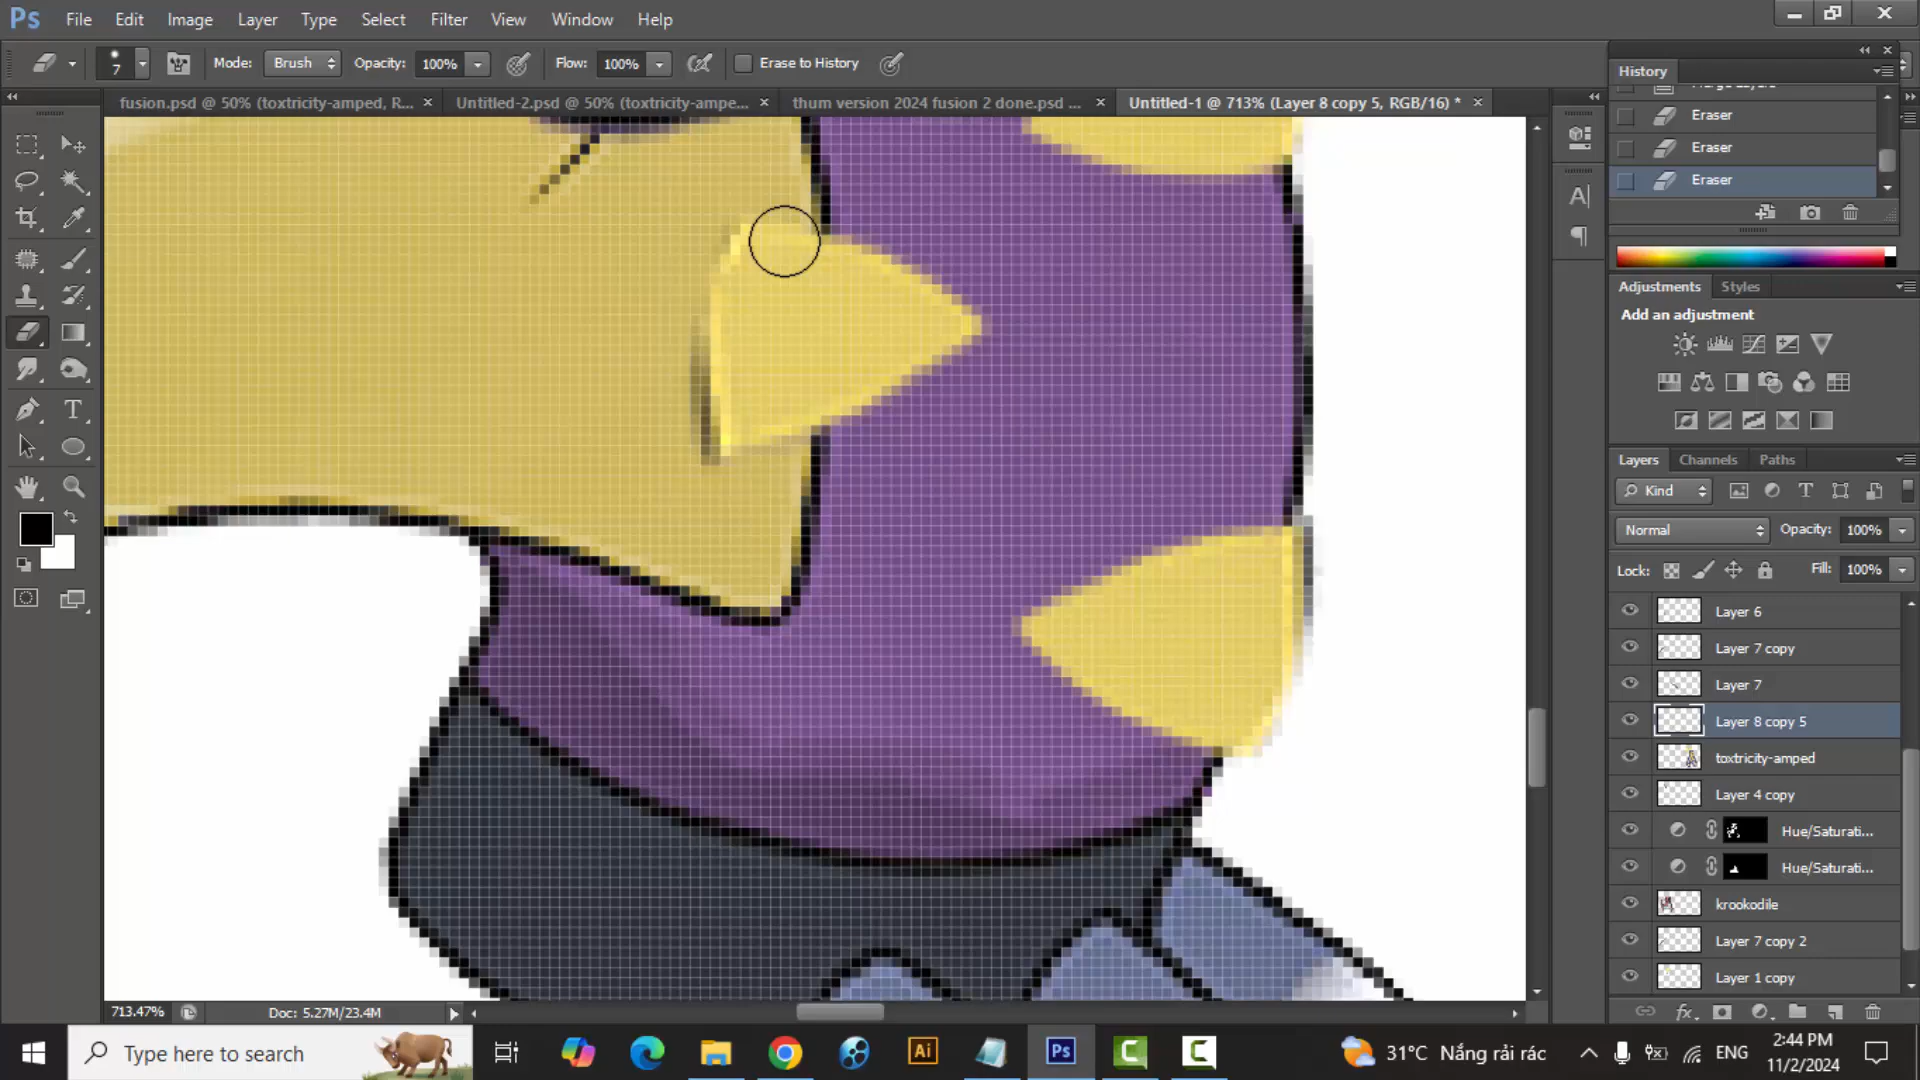 Ps File Edit Image Layer Type Select Filter View Window Help
7 Mode: Brush Opacity: 100% Flow: 100% Erase to History
History
fusion.psd @ 50% (toxtricity-amped, R... × Untitled-2.psd @ 50% (toxtricity-ampe... × thum version 2024 fusion 2 done.psd ... × Untitled-1 @ 713% (Layer 8 copy 5, RGB/16) * ×
Eraser
Eraser
Eraser
Adjustments Styles
Add an adjustment
Layers Channels Paths
Kind
Normal Opacity: 100%
Lock: Fill: 100%
Layer 6
Layer 7 copy
Layer 7
Layer 8 copy 5
toxtricity-amped
Layer 4 copy
Hue/Saturati...
Hue/Saturati...
krookodile
Layer 7 copy 2
Layer 1 copy
713.47% Doc: 5.27M/23.4M
Type here to search
Ai
Ps
31°C Nắng rải rác
ENG
2:44 PM
11/2/2024